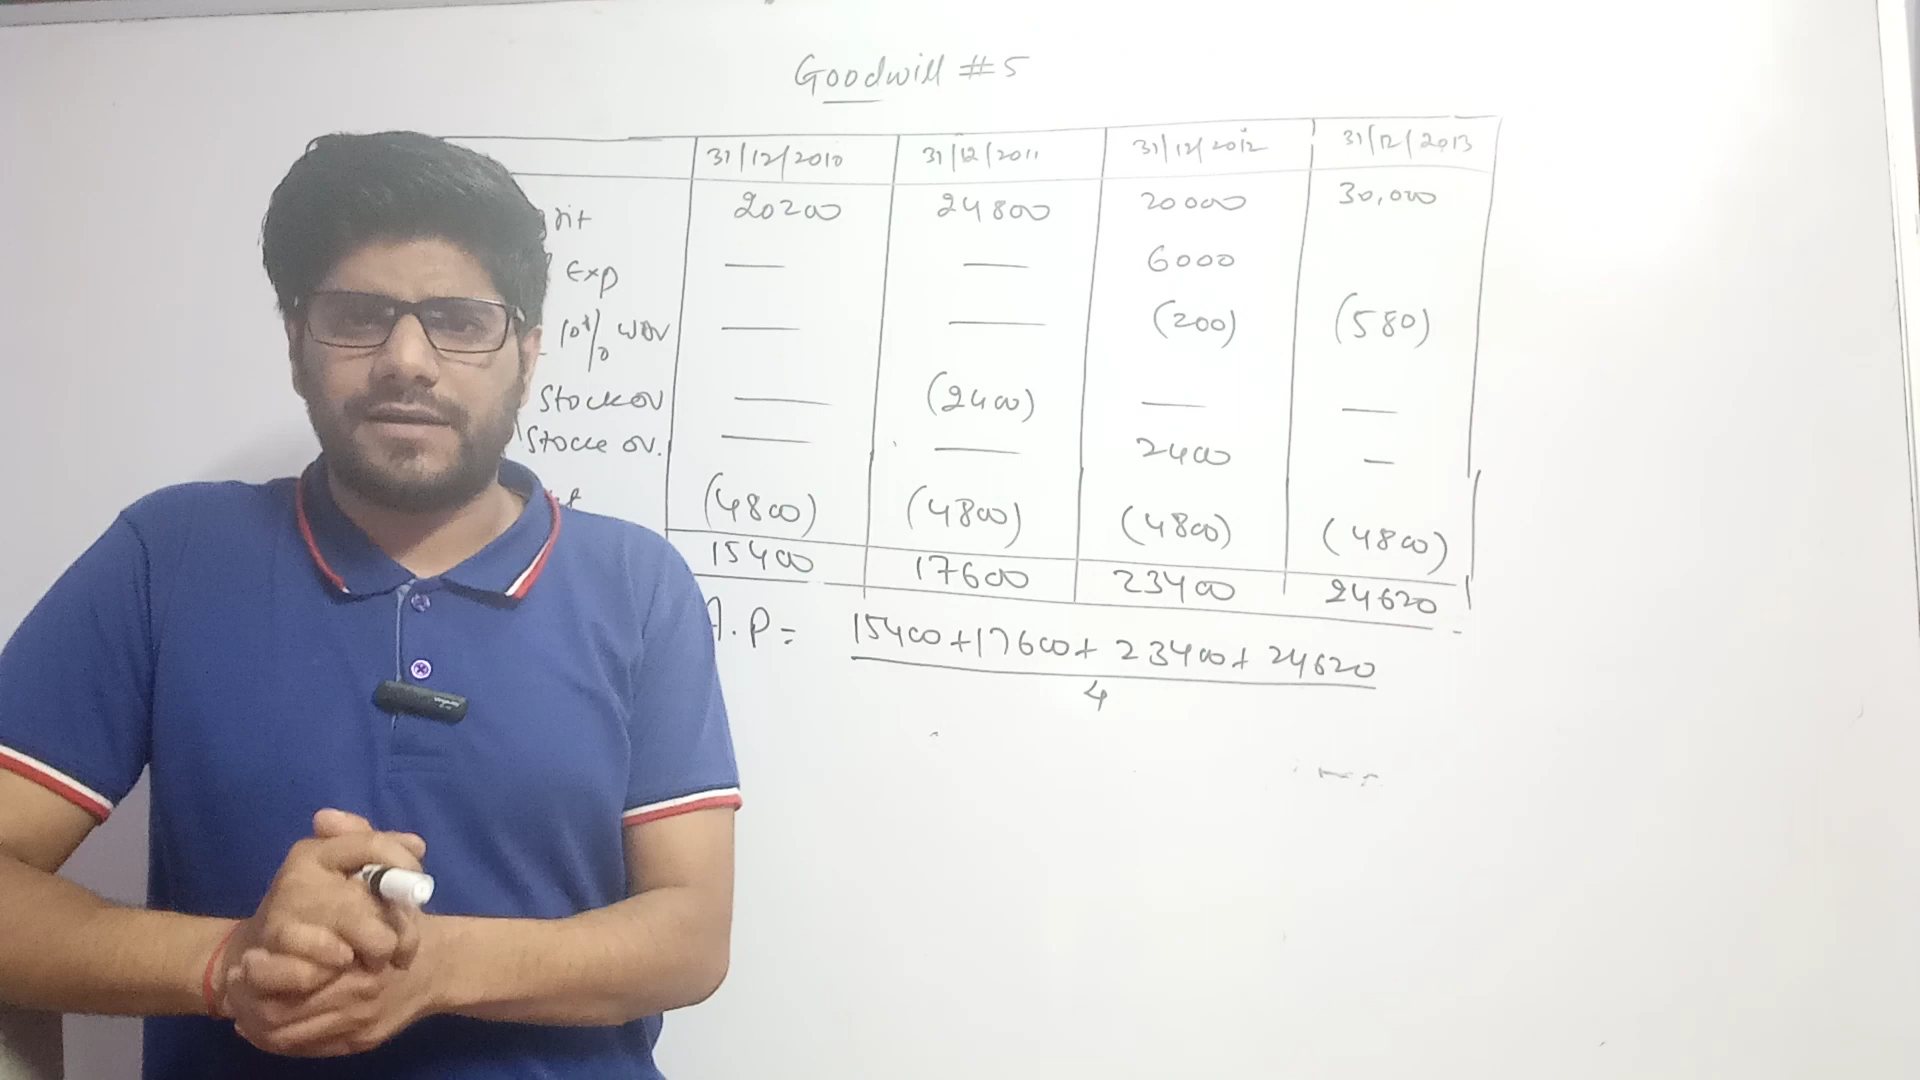 Goodwill #5
31/12/2010 31/12/2011 31/12/2012 31/12/2013
20200 24800 20000 30,000
Exp — — 6000
10% WDV — — (200) (580)
Stock ov — (2400) — —
Stock ov. — — 2400 —
(4800) (4800) (4800) (4800)
15400 17600 23400 24620
A.P = 15400+17600+23400+24620
4